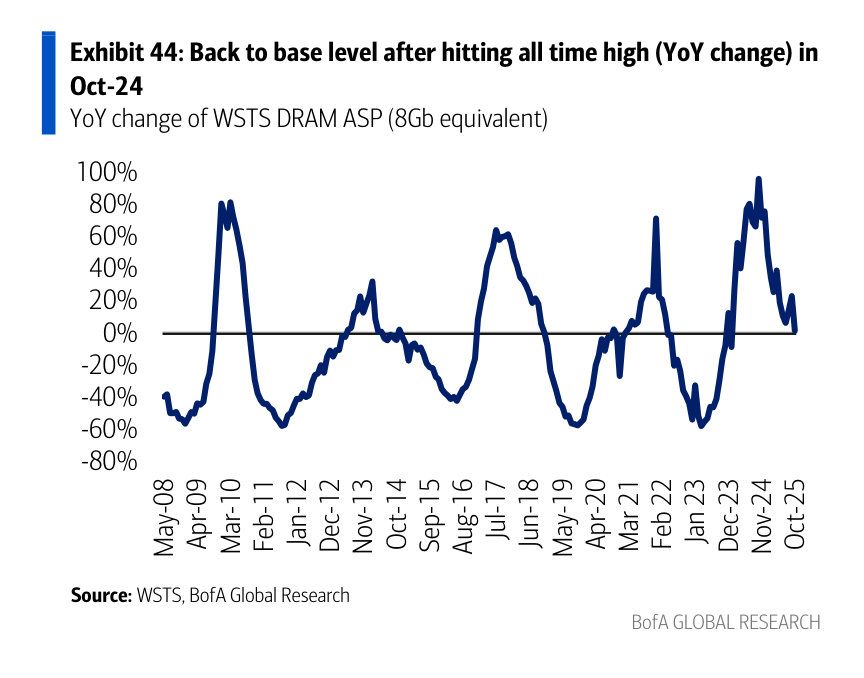 Exhibit 44: Back to base level after hitting all time high (YoY change) in
Oct-24
YoY change of WSTS DRAM ASP (8Gb equivalent)
100%
80%
60%
40%
20%
0%
-20%
-40%
-60%
-80%
May-08
Apr-09
Mar-10
Feb-11
Jan-12
Dec-12
Nov-13
Oct-14
Sep-15
Aug-16
Jul-17
Jun-18
May-19
Apr-20
Mar 21
Feb 22
Jan 23
Dec-23
Nov-24
Oct-25
Source: WSTS, BofA Global Research
BofA GLOBAL RESEARCH